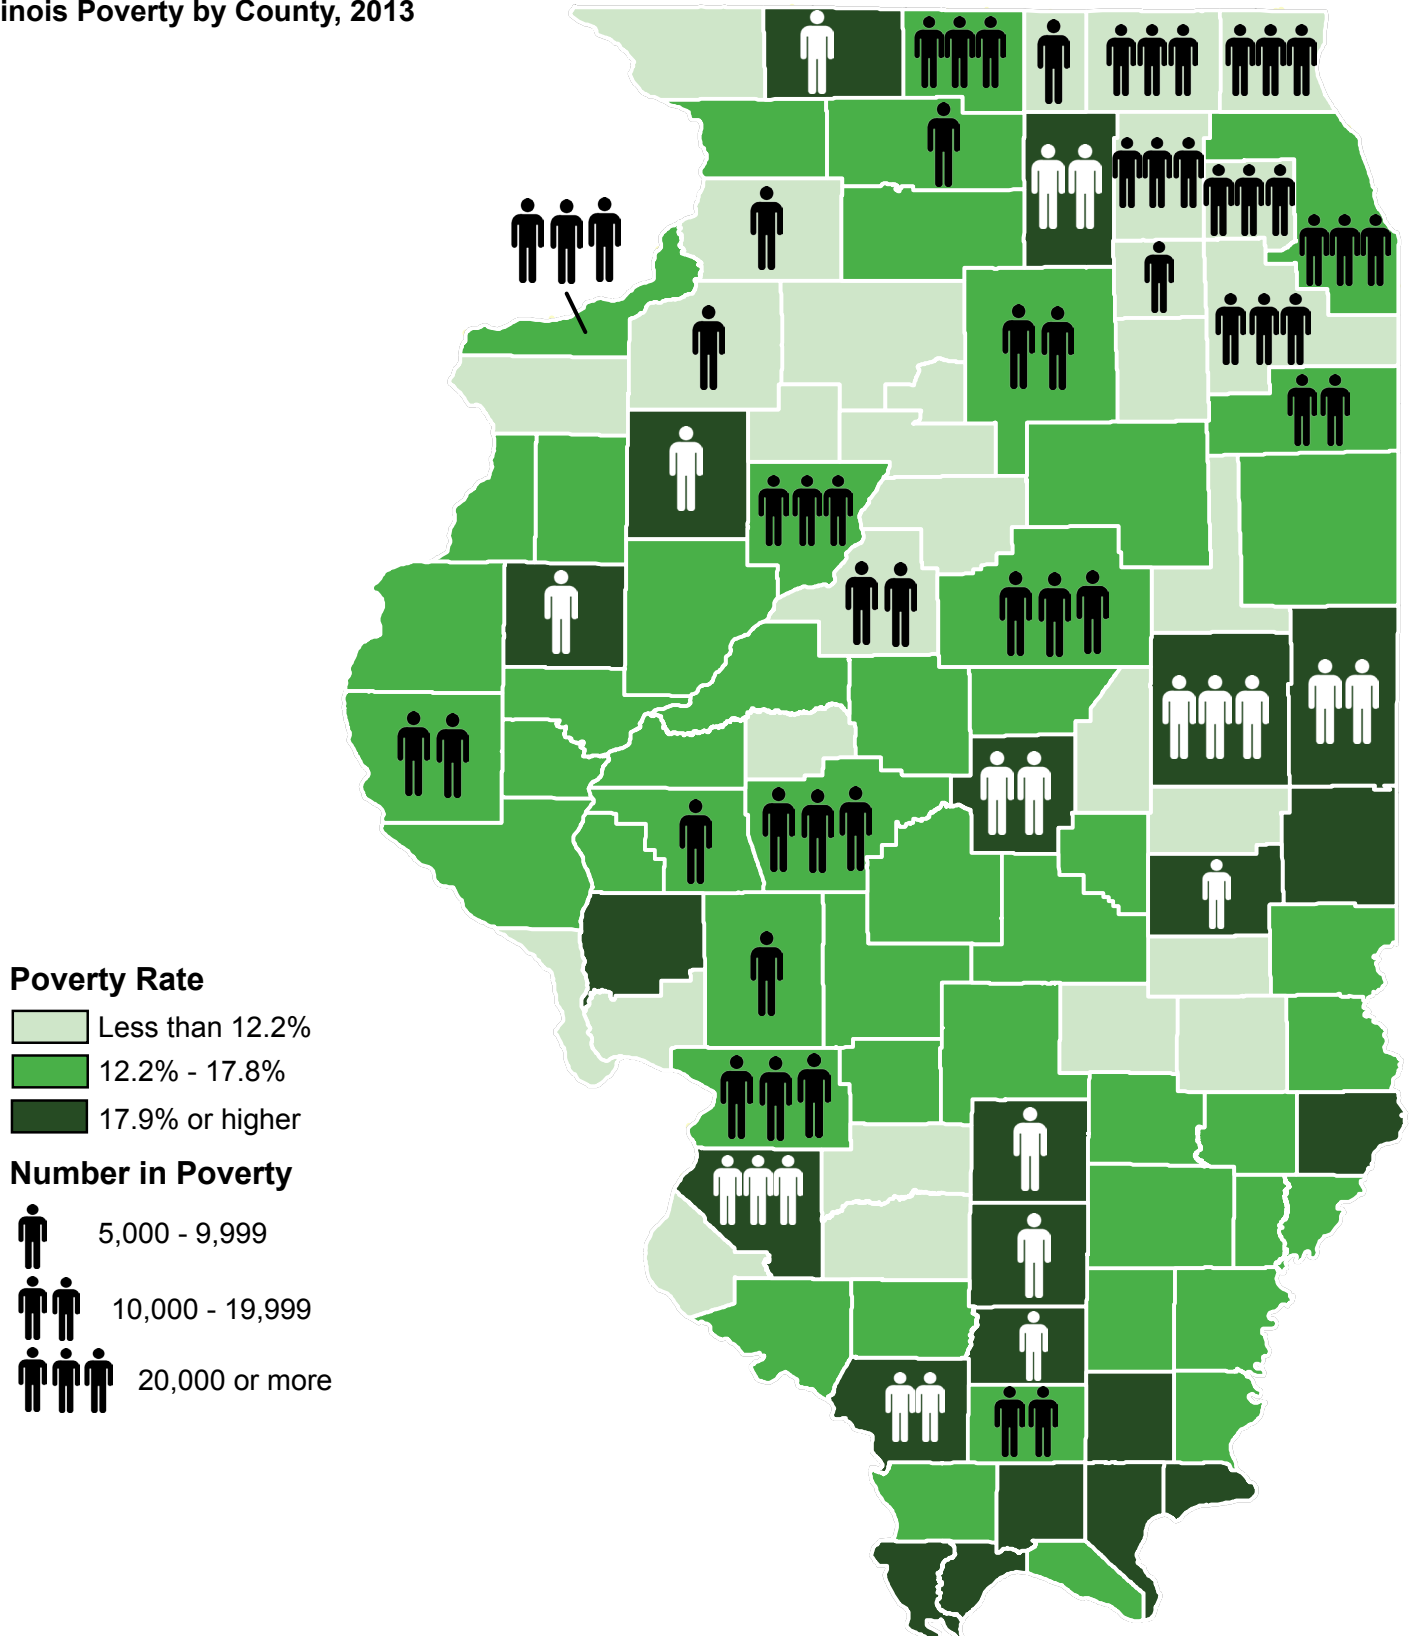 inois Poverty by County, 2013
Poverty Rate
Less than 12.2%
12.2% - 17.8%
17.9% or higher
Number in Poverty
5,000 - 9,999
10,000 - 19,999
20,000 or more